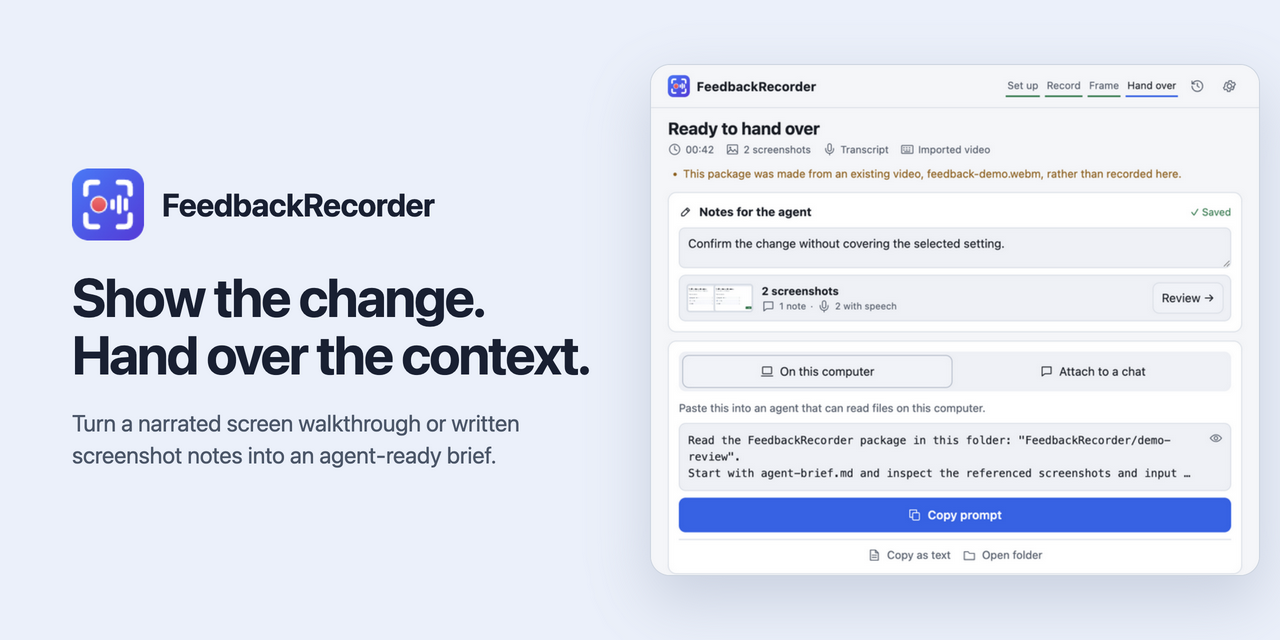 FeedbackRecorder
Show the change.
Hand over the context.
Turn a narrated screen walkthrough or written
screenshot notes into an agent-ready brief.
FeedbackRecorder
Set up Record Frame Hand over
Ready to hand over
00:42 2 screenshots Transcript Imported video
• This package was made from an existing video, feedback-demo.webm, rather than recorded here.
Notes for the agent
✓ Saved
Confirm the change without covering the selected setting.
2 screenshots
1 note · 2 with speech
Review →
On this computer
Attach to a chat
Paste this into an agent that can read files on this computer.
Read the FeedbackRecorder package in this folder: "FeedbackRecorder/demo-
review".
Start with agent-brief.md and inspect the referenced screenshots and input …
Copy prompt
Copy as text Open folder